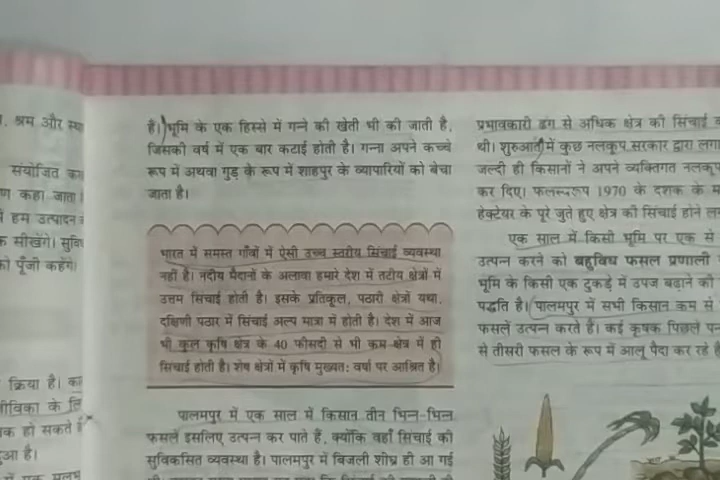 , श्रम और
संयोजित
ण कहा जाता
में हम उत्पादन
सीखेंगे।
को पूँजी कहेंगे।
क्रिया है।
के
हो सकते
हुआ है।
है। भूमि के एक हिस्से में गन्ने की खेती भी की जाती है,
जिसकी वर्ष में एक बार कटाई होती है। गन्ना अपने कच्चे
रूप में अथवा गुड़ के रूप में शाहपुर के व्यापारियों को बेचा
जाता है।
भारत में समस्त गाँवों में ऐसी उच्च स्तरीय सिंचाई व्यवस्था
नहीं है। नदीय मैदानों के अलावा हमारे देश में तटीय क्षेत्रों में
उत्तम सिंचाई होती है। इसके प्रतिकूल, पठारी क्षेत्रों यथा,
दक्षिणी पठार में सिंचाई अल्प मात्रा में होती है। देश में आज
भी कुल कृषि क्षेत्र के 40 फीसदी से भी कम क्षेत्र में ही
सिंचाई होती है। शेष क्षेत्रों में कृषि मुख्यतः वर्षा पर आश्रित है।
पालमपुर में एक साल में किसान तीन भिन्न-भिन्न
फसलें इसलिए उत्पन्न कर पाते हैं, क्योंकि वहाँ सिंचाई की
सुविकसित व्यवस्था है। पालमपुर में बिजली शीघ्र ही आ गई
प्रभावकारी ढंग से अधिक क्षेत्र की सिंचाई
थी। शुरुआत में कुछ नलकूप सरकार द्वारा
जल्दी ही किसानों ने अपने व्यक्तिगत
कर दिए। फलस्वरूप 1970 के दशक के
हेक्टेयर के पूरे जुते हुए क्षेत्र की सिंचाई होने
एक साल में किसी भूमि पर एक से
उत्पन्न करने को बहुविध फसल प्रणाली
भूमि के किसी एक टुकड़े में उपज बढ़ाने की
पद्धति है। पालमपुर में सभी किसान कम से
फसलें उत्पन्न करते हैं। कई कृषक पिछले
से तीसरी फसल के रूप में आलू पैदा कर रहे